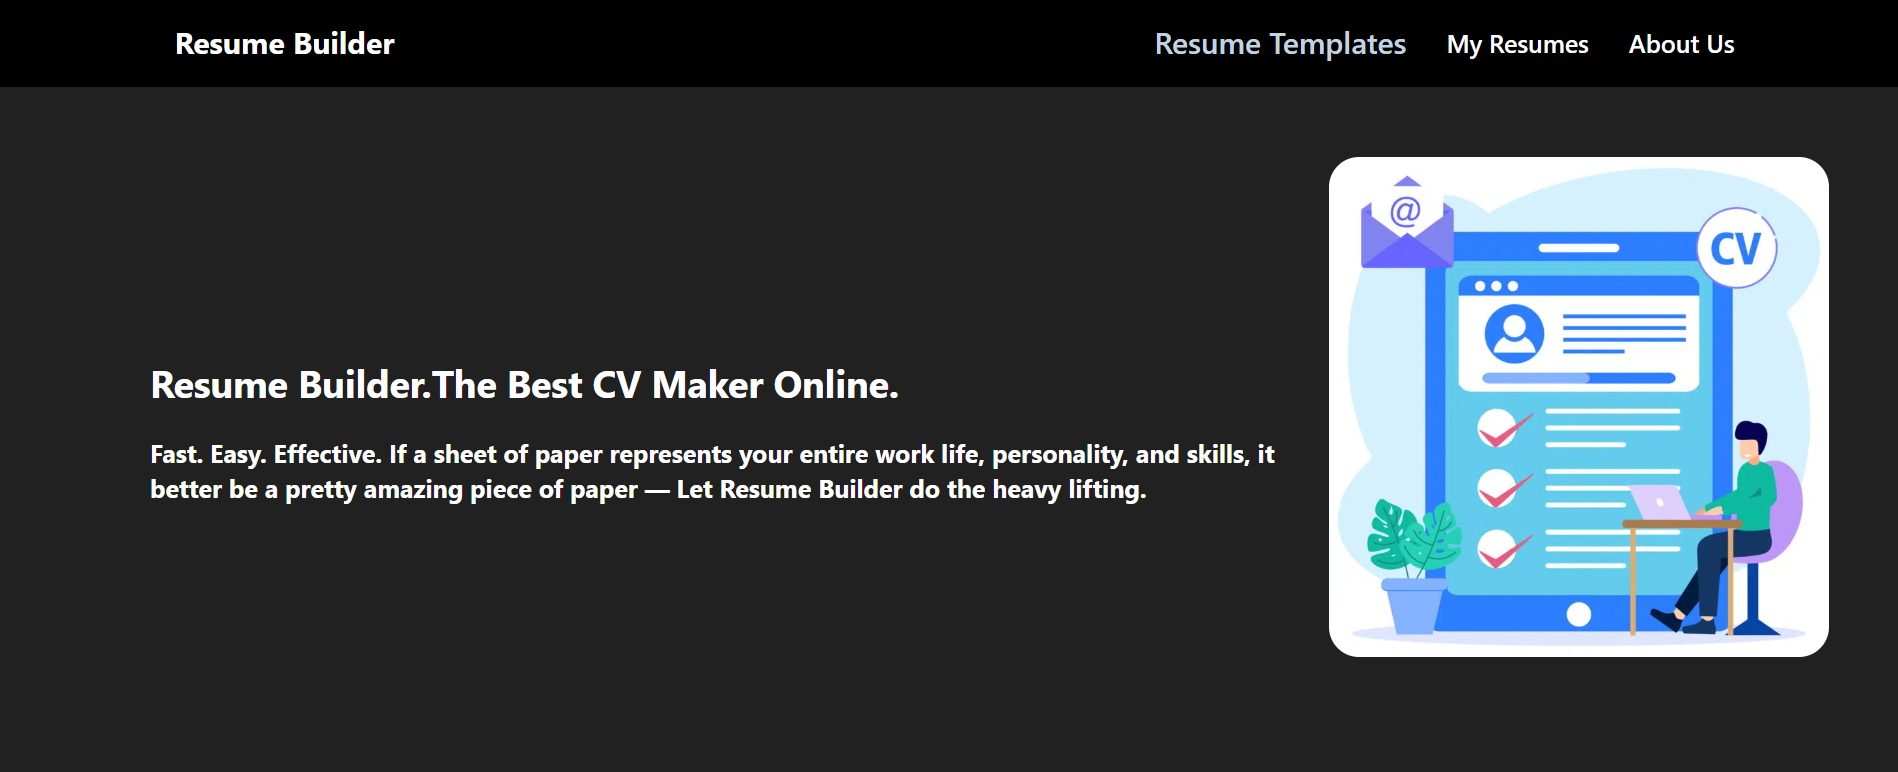 Resume Builder
Resume Templates
My Resumes
About Us
Resume Builder.The Best CV Maker Online.
Fast. Easy. Effective. If a sheet of paper represents your entire work life, personality, and skills, it
better be a pretty amazing piece of paper — Let Resume Builder do the heavy lifting.
@
CV